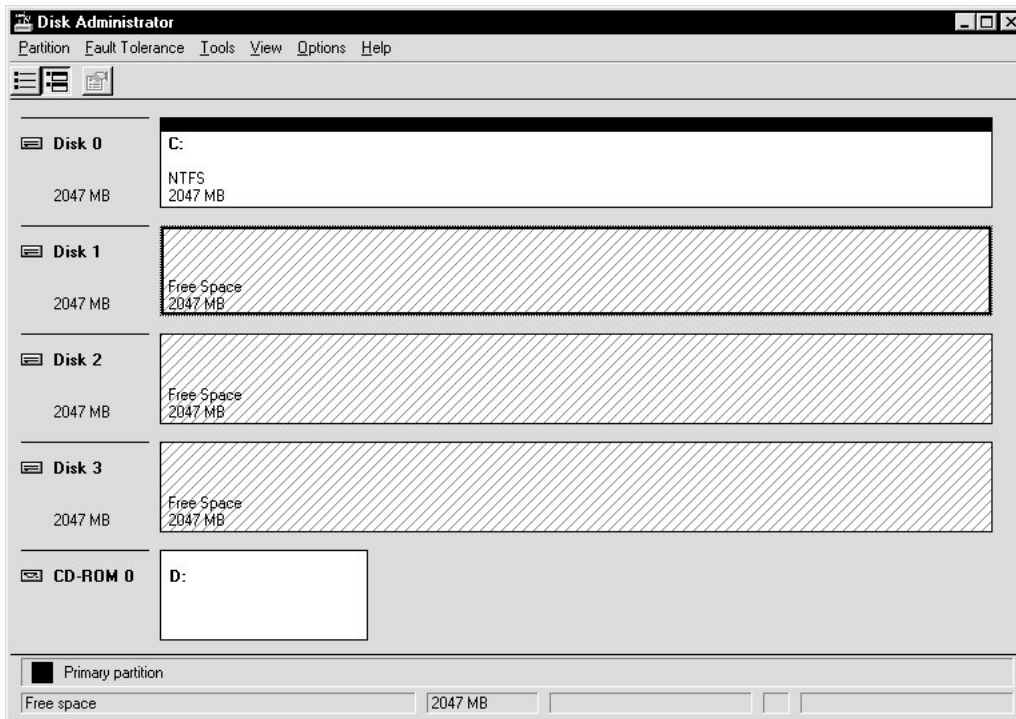 Disk Administrator
Partition Fault Tolerance Tools View Options Help
Disk 0
2047 MB
C:
NTFS
2047 MB
Disk 1
2047 MB
Free Space
2047 MB
Disk 2
2047 MB
Free Space
2047 MB
Disk 3
2047 MB
Free Space
2047 MB
CD-ROM 0
D:
Primary partition
Free space 2047 MB